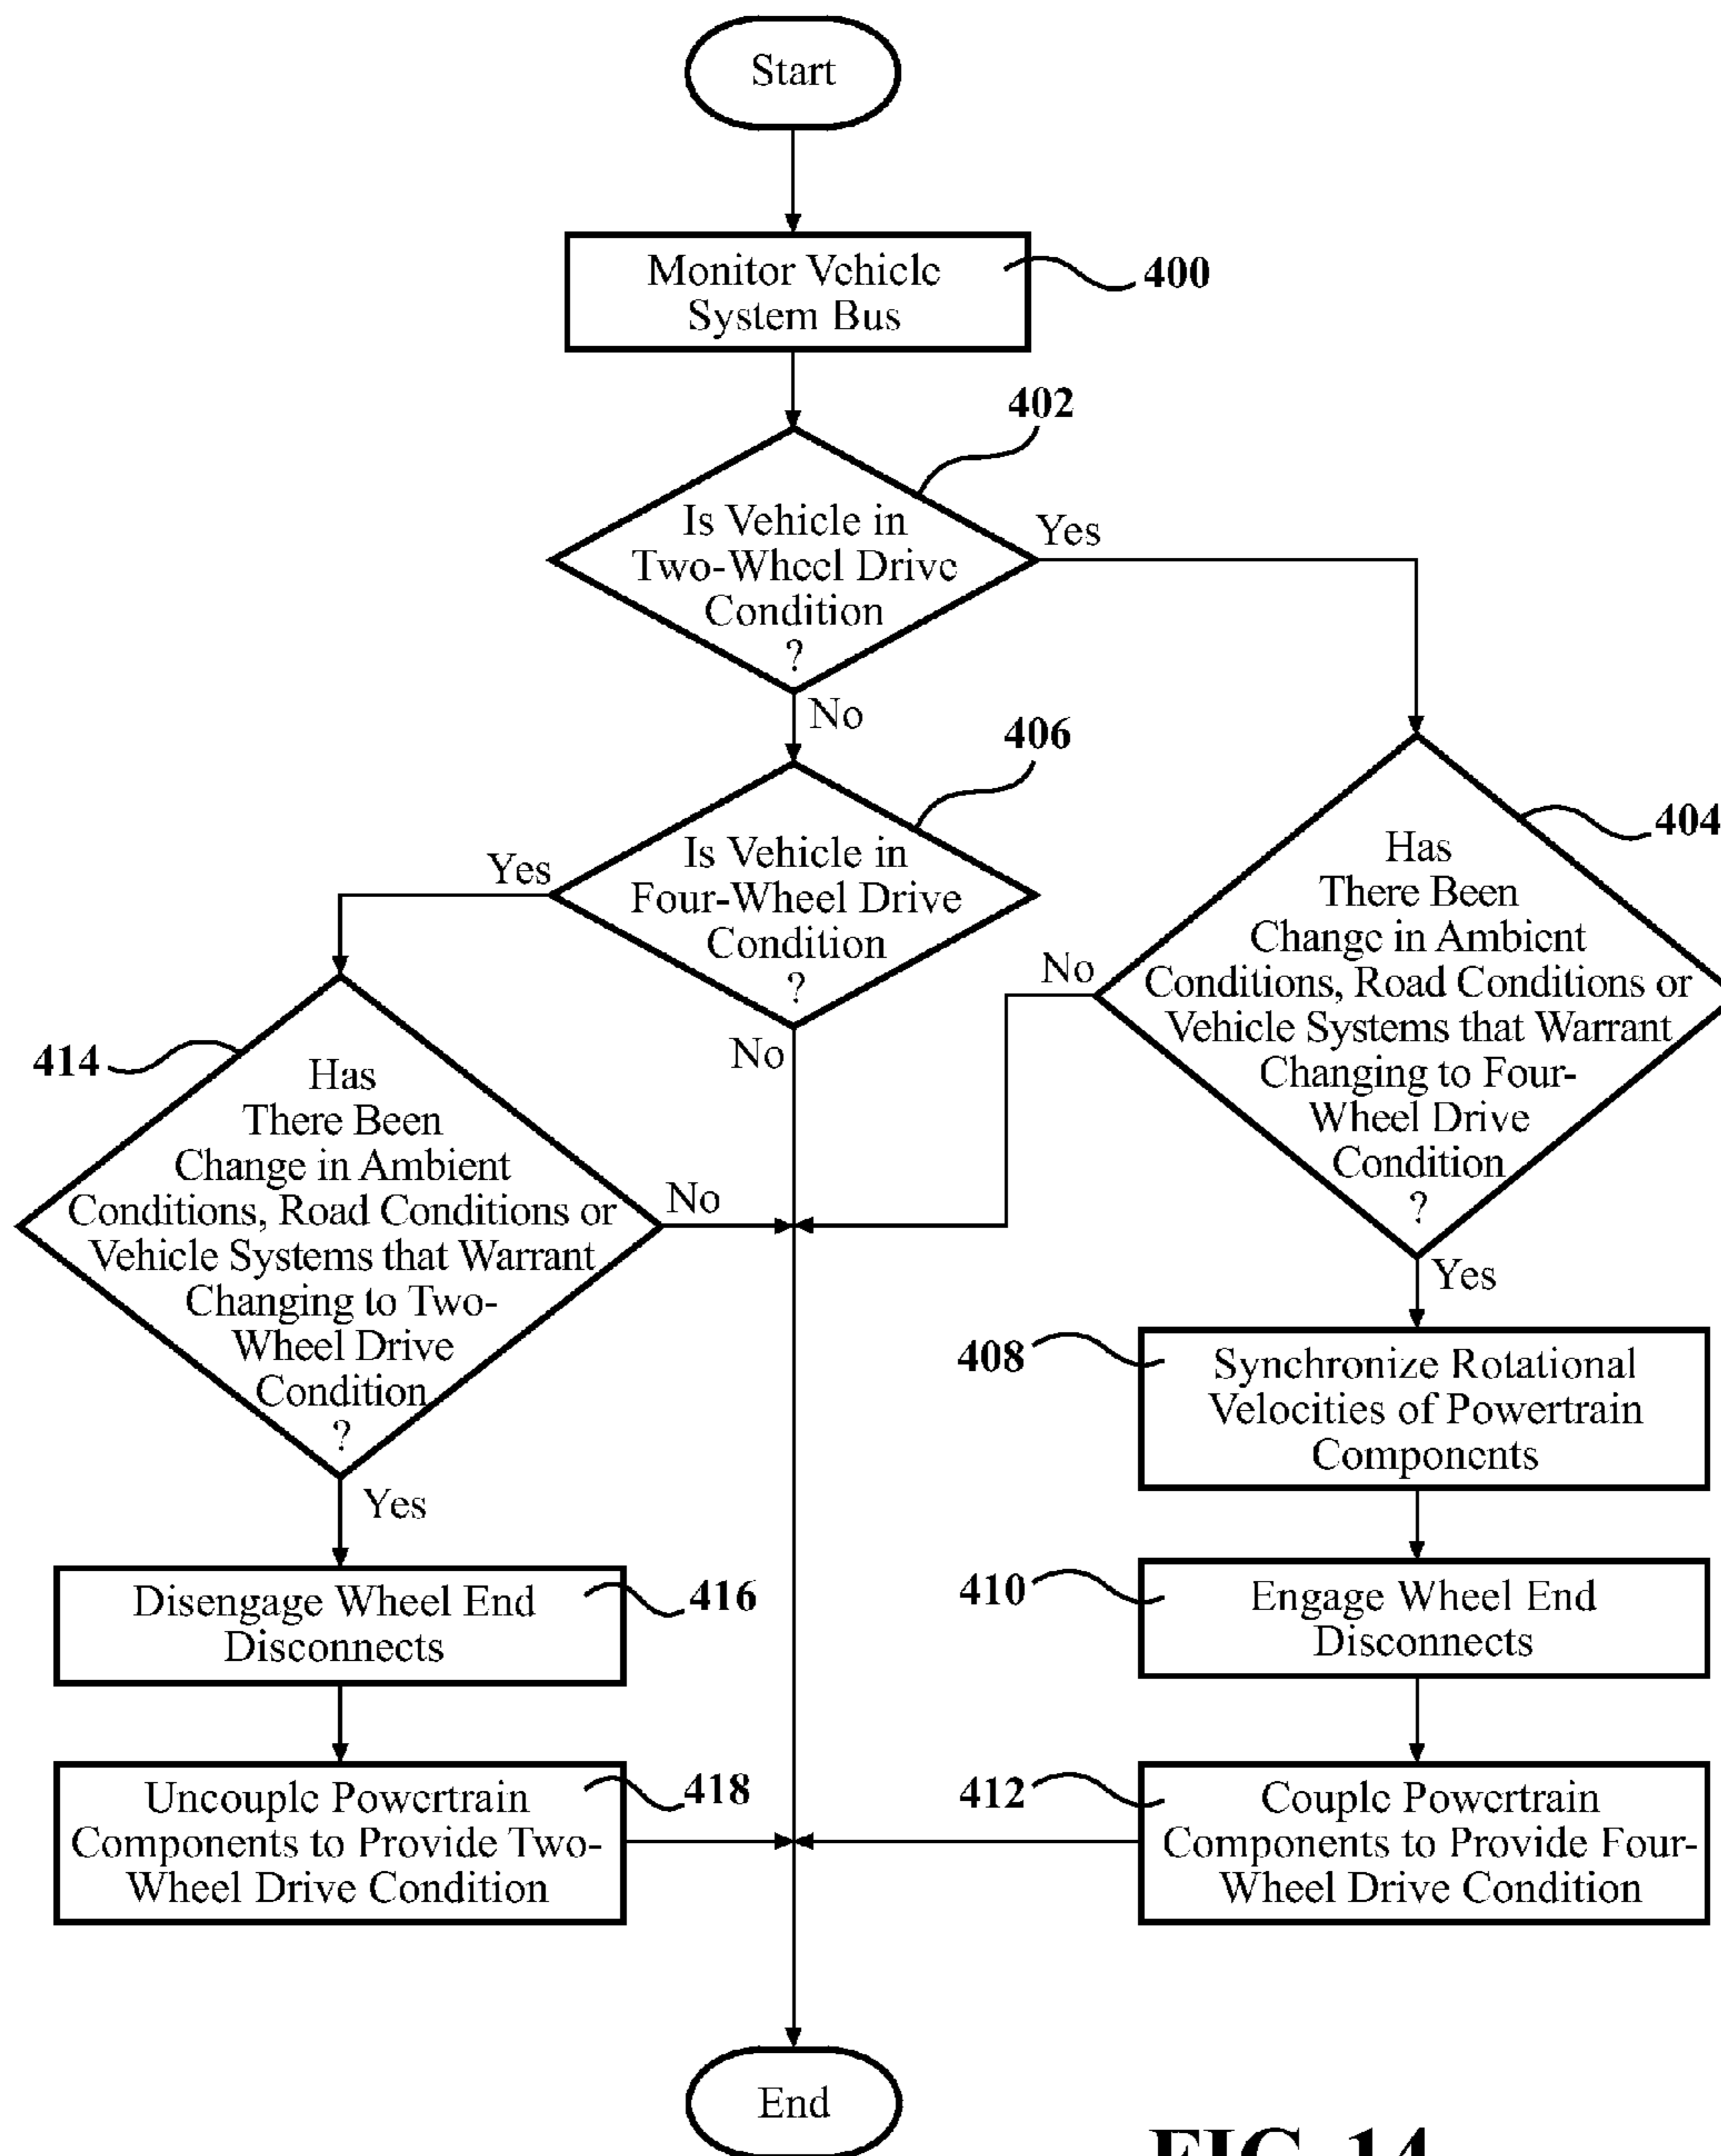 Start
Monitor Vehicle
System Bus
400
402
Is Vehicle in
Two-Wheel Drive
Condition
?
Yes
No
406
Is Vehicle in
Four-Wheel Drive
Condition
?
Yes
No
404
Has
There Been
Change in Ambient
Conditions, Road Conditions or
Vehicle Systems that Warrant
Changing to Four-
Wheel Drive
Condition
?
No
Yes
414
Has
There Been
Change in Ambient
Conditions, Road Conditions or
Vehicle Systems that Warrant
Changing to Two-
Wheel Drive
Condition
?
No
Yes
408
Synchronize Rotational
Velocities of Powertrain
Components
410
Engage Wheel End
Disconnects
412
Couple Powertrain
Components to Provide Four-
Wheel Drive Condition
Disengage Wheel End
Disconnects
416
Uncouple Powertrain
Components to Provide Two-
Wheel Drive Condition
418
End
FIG. 14